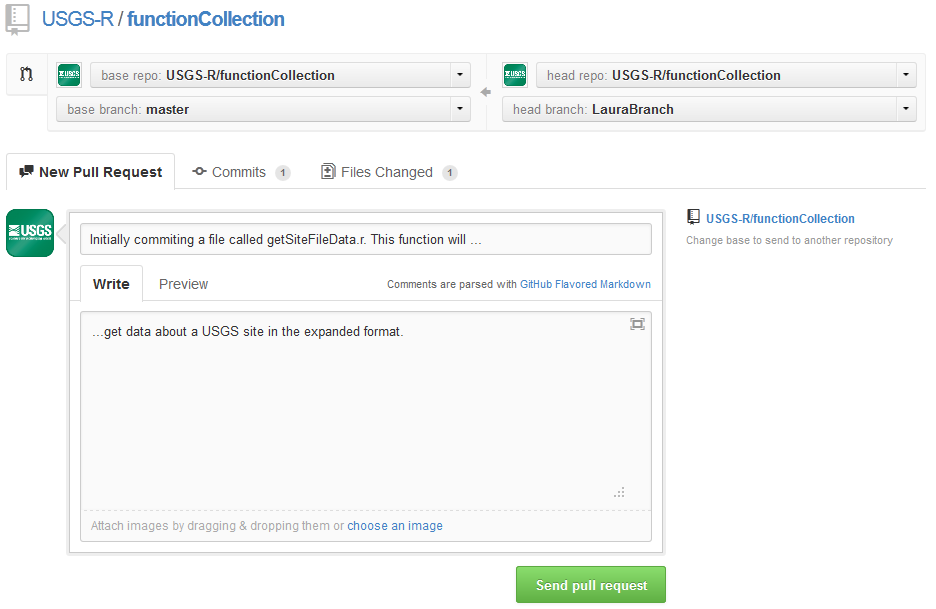 USGS-R / functionCollection
USGS
base repo: USGS-R/functionCollection
USGS
head repo: USGS-R/functionCollection
base branch: master
head branch: LauraBranch
New Pull Request
Commits 1
Files Changed 1
USGS
Initially commiting a file called getSiteFileData.r. This function will ...
USGS-R/functionCollection
Change base to send to another repository
Write
Preview
Comments are parsed with GitHub Flavored Markdown
...get data about a USGS site in the expanded format.
Attach images by dragging & dropping them or choose an image
Send pull request